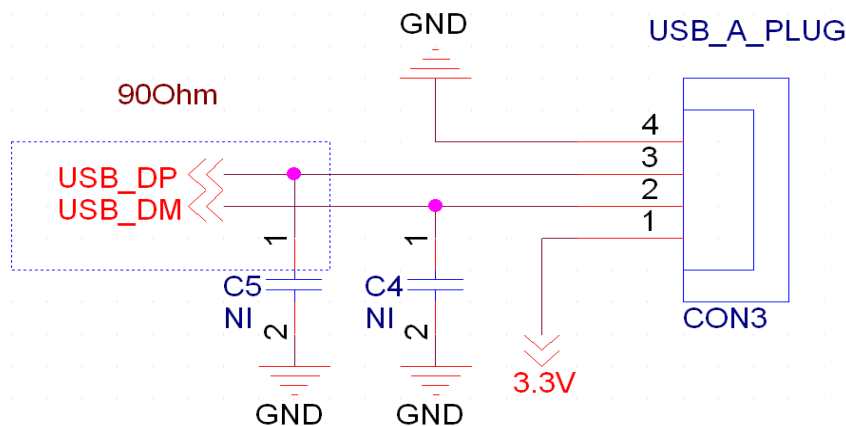 GND
USB_A_PLUG
90Ohm
4
3
USB_DP
2
USB_DM
1
1
1
C5
NI
C4
NI
2
2
CON3
3.3V
GND
GND